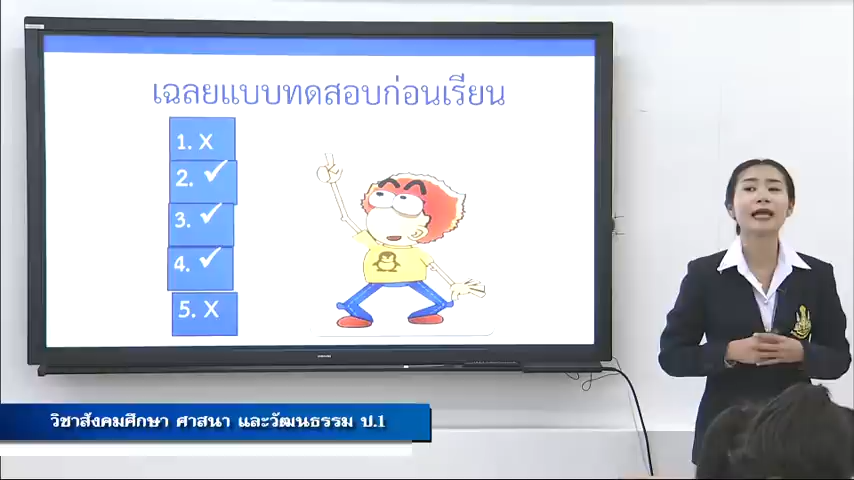 เฉลยแบบทดสอบก่อนเรียน
1. X
2. ✓
3. ✓
4. ✓
5. X
วิชาสังคมศึกษา ศาสนา และวัฒนธรรม ป.1